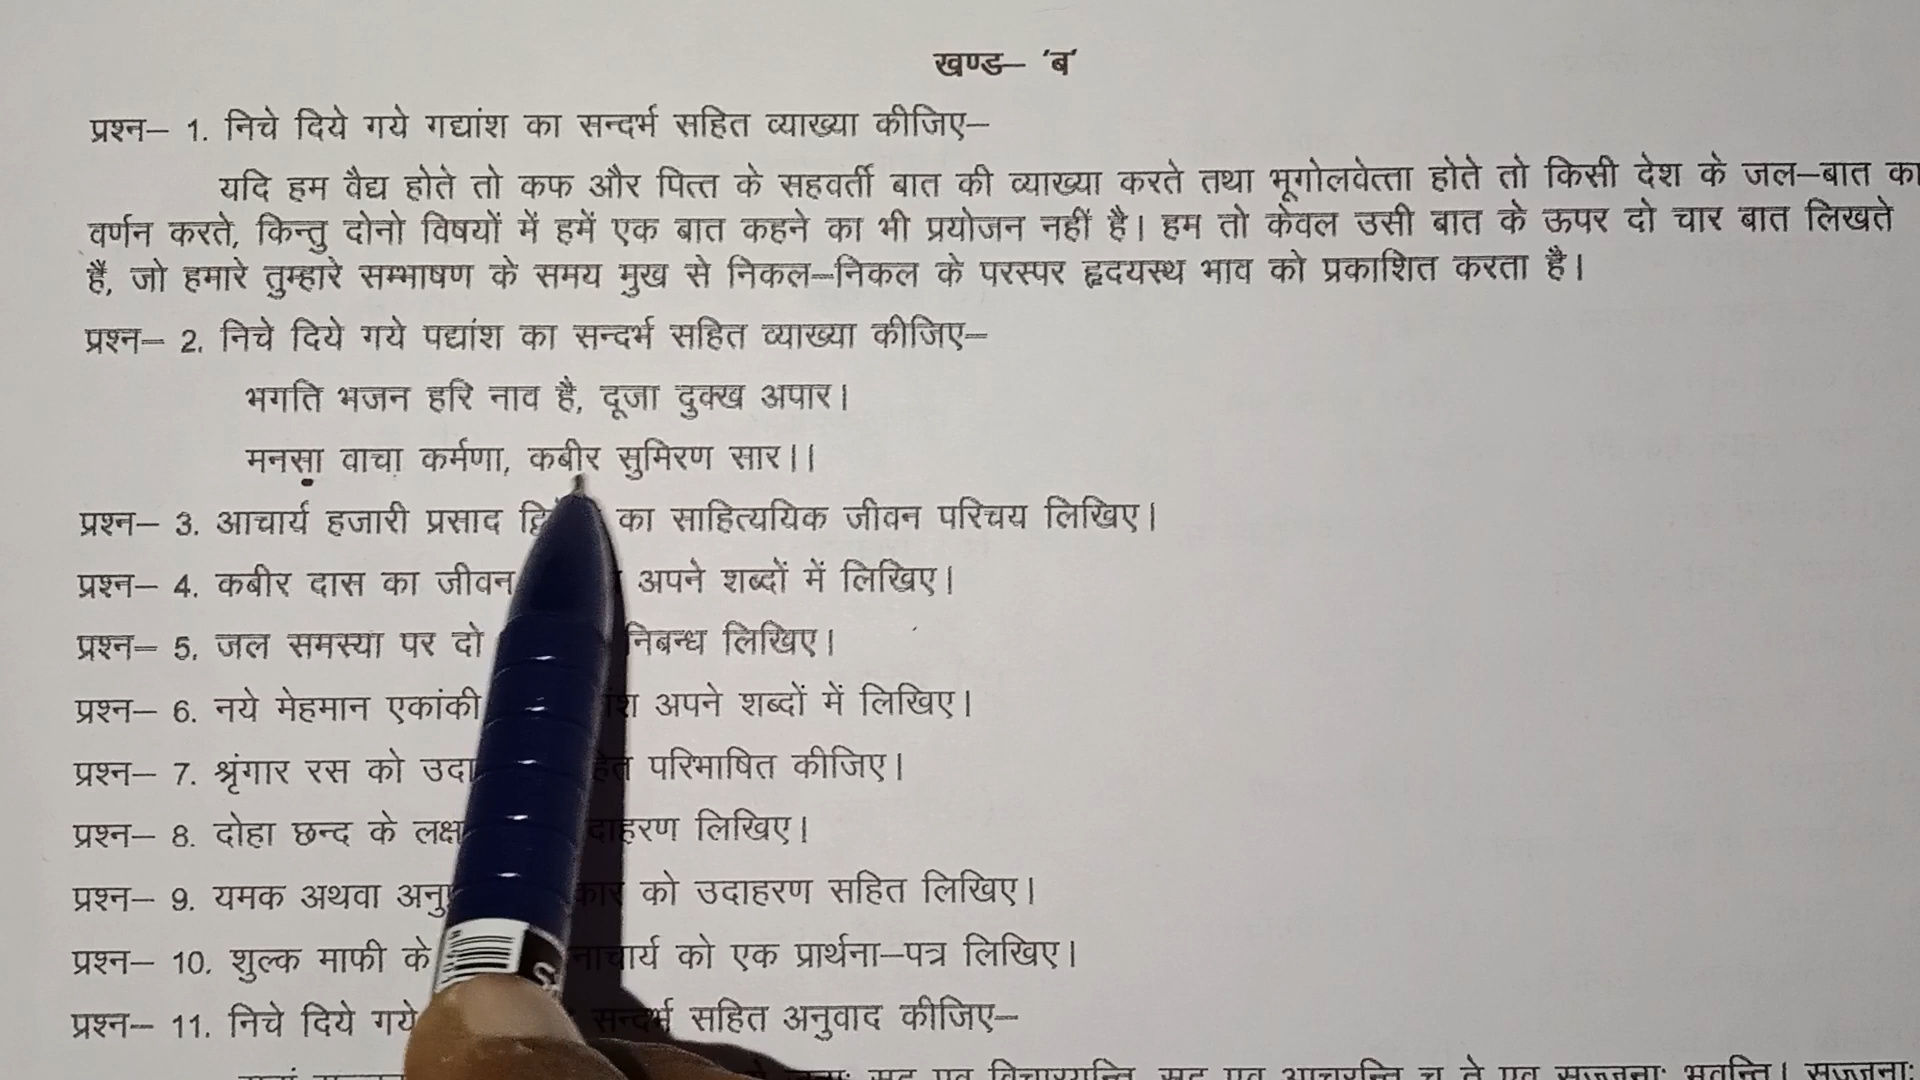 खण्ड– 'ब'
प्रश्न– 1. निचे दिये गये गद्यांश का सन्दर्भ सहित व्याख्या कीजिए–
यदि हम वैद्य होते तो कफ और पित्त के सहवर्ती बात की व्याख्या करते तथा भूगोलवेत्ता होते तो किसी देश के जल–बात का
वर्णन करते, किन्तु दोनो विषयों में हमें एक बात कहने का भी प्रयोजन नहीं है। हम तो केवल उसी बात के ऊपर दो चार बात लिखते
हैं, जो हमारे तुम्हारे सम्भाषण के समय मुख से निकल–निकल के परस्पर हृदयस्थ भाव को प्रकाशित करता है।
प्रश्न– 2. निचे दिये गये पद्यांश का सन्दर्भ सहित व्याख्या कीजिए–
भगति भजन हरि नाव है, दूजा दुक्ख अपार।
मनसा वाचा कर्मणा, कबीर सुमिरण सार।।
प्रश्न– 3. आचार्य हजारी प्रसाद का साहित्ययिक जीवन परिचय लिखिए।
प्रश्न– 4. कबीर दास का जीवन अपने शब्दों में लिखिए।
प्रश्न– 5. जल समस्या पर दो निबन्ध लिखिए।
प्रश्न– 6. नये मेहमान एकांकी अपने शब्दों में लिखिए।
प्रश्न– 7. श्रृंगार रस को परिभाषित कीजिए।
प्रश्न– 8. दोहा छन्द के लिखिए।
प्रश्न– 9. यमक अथवा को उदाहरण सहित लिखिए।
प्रश्न– 10. शुल्क माफी के को एक प्रार्थना–पत्र लिखिए।
प्रश्न– 11. निचे दिये गये सन्दर्भ सहित अनुवाद कीजिए–